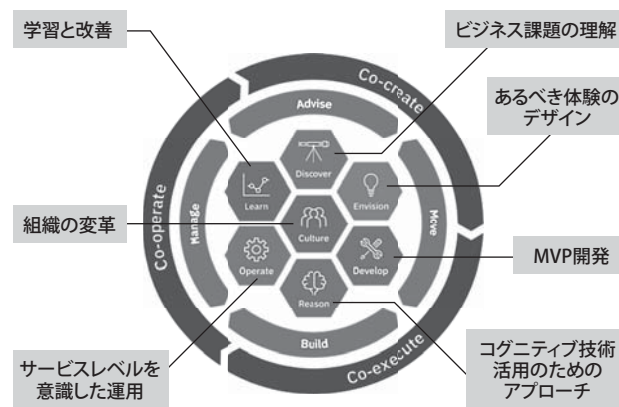 学習と改善
ビジネス課題の理解
Co-create
Advise
あるべき体験の
デザイン
Discover
Learn
Envision
Co-operate
Manage
Move
組織の変革
Culture
MVP開発
Operate
Develop
Reason
Build
Co-execute
サービスレベルを
意識した運用
コグニティブ技術
活用のための
アプローチ